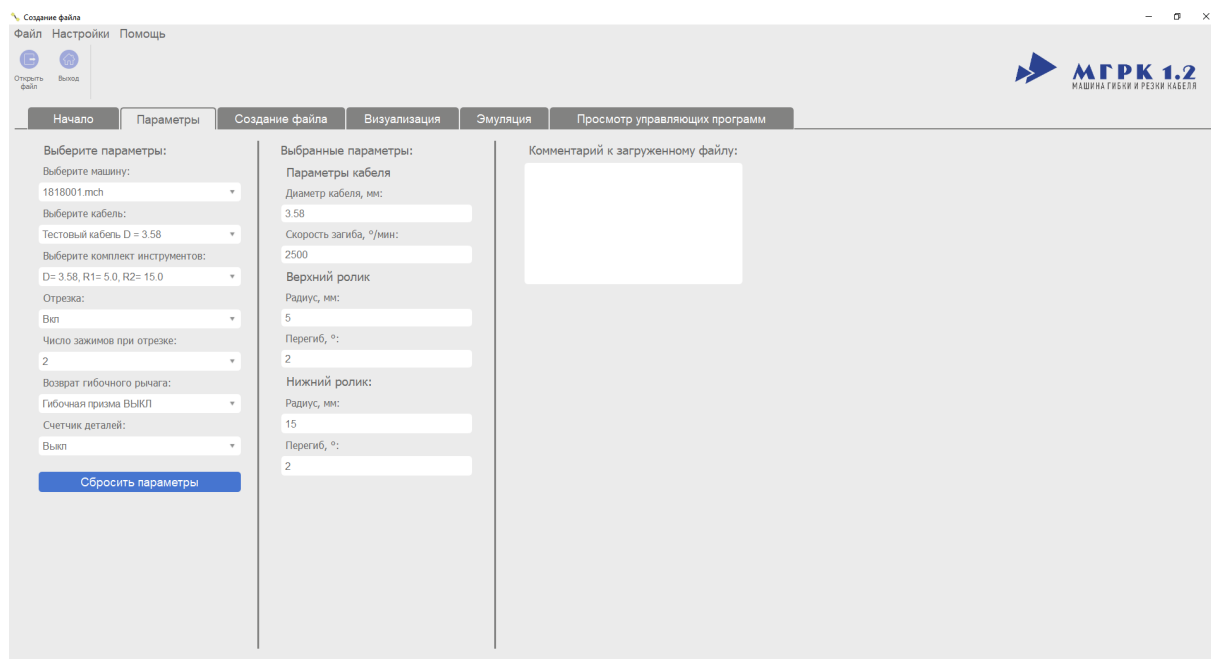 Создание файла
Файл Настройки Помощь
Открыть файл
Выход
МГРК 1.2
МАШИНА ГИБКИ И РЕЗКИ КАБЕЛЯ
Начало
Параметры
Создание файла
Визуализация
Эмуляция
Просмотр управляющих программ
Выберите параметры:
Выберите машину:
1818001.mch
Выберите кабель:
Тестовый кабель D = 3.58
Выберите комплект инструментов:
D= 3.58, R1= 5.0, R2= 15.0
Отрезка:
Вкл
Число зажимов при отрезке:
2
Возврат гибочного рычага:
Гибочная призма ВЫКЛ
Счетчик деталей:
Выкл
Сбросить параметры
Выбранные параметры:
Параметры кабеля
Диаметр кабеля, мм:
3.58
Скорость загиба, °/мин:
2500
Верхний ролик
Радиус, мм:
5
Перегиб, °:
2
Нижний ролик:
Радиус, мм:
15
Перегиб, °:
2
Комментарий к загруженному файлу: